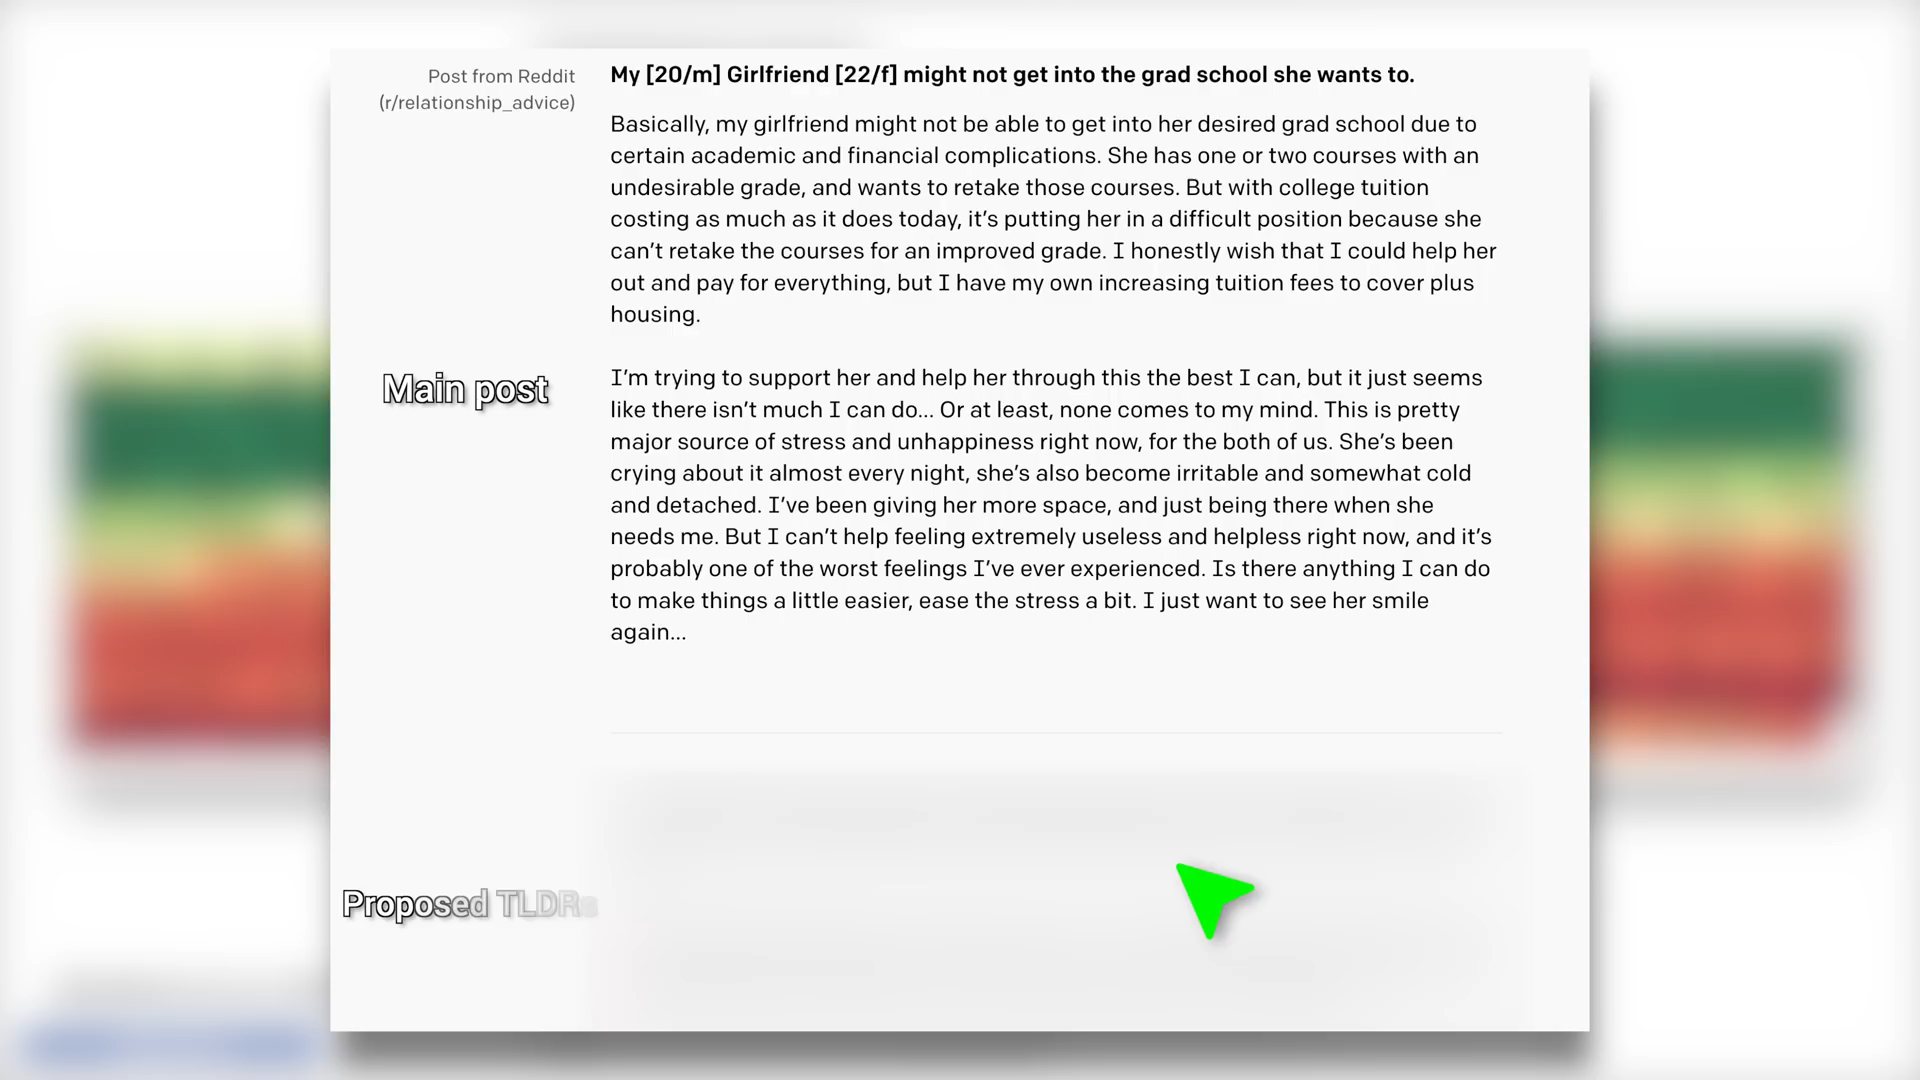 Post from Reddit
(r/relationship_advice)
My [20/m] Girlfriend [22/f] might not get into the grad school she wants to.
Basically, my girlfriend might not be able to get into her desired grad school due to
certain academic and financial complications. She has one or two courses with an
undesirable grade, and wants to retake those courses. But with college tuition
costing as much as it does today, it’s putting her in a difficult position because she
can’t retake the courses for an improved grade. I honestly wish that I could help her
out and pay for everything, but I have my own increasing tuition fees to cover plus
housing.
Main post
I’m trying to support her and help her through this the best I can, but it just seems
like there isn’t much I can do... Or at least, none comes to my mind. This is pretty
major source of stress and unhappiness right now, for the both of us. She’s been
crying about it almost every night, she’s also become irritable and somewhat cold
and detached. I’ve been giving her more space, and just being there when she
needs me. But I can’t help feeling extremely useless and helpless right now, and it’s
probably one of the worst feelings I’ve ever experienced. Is there anything I can do
to make things a little easier, ease the stress a bit. I just want to see her smile
again...
Proposed TLDRs